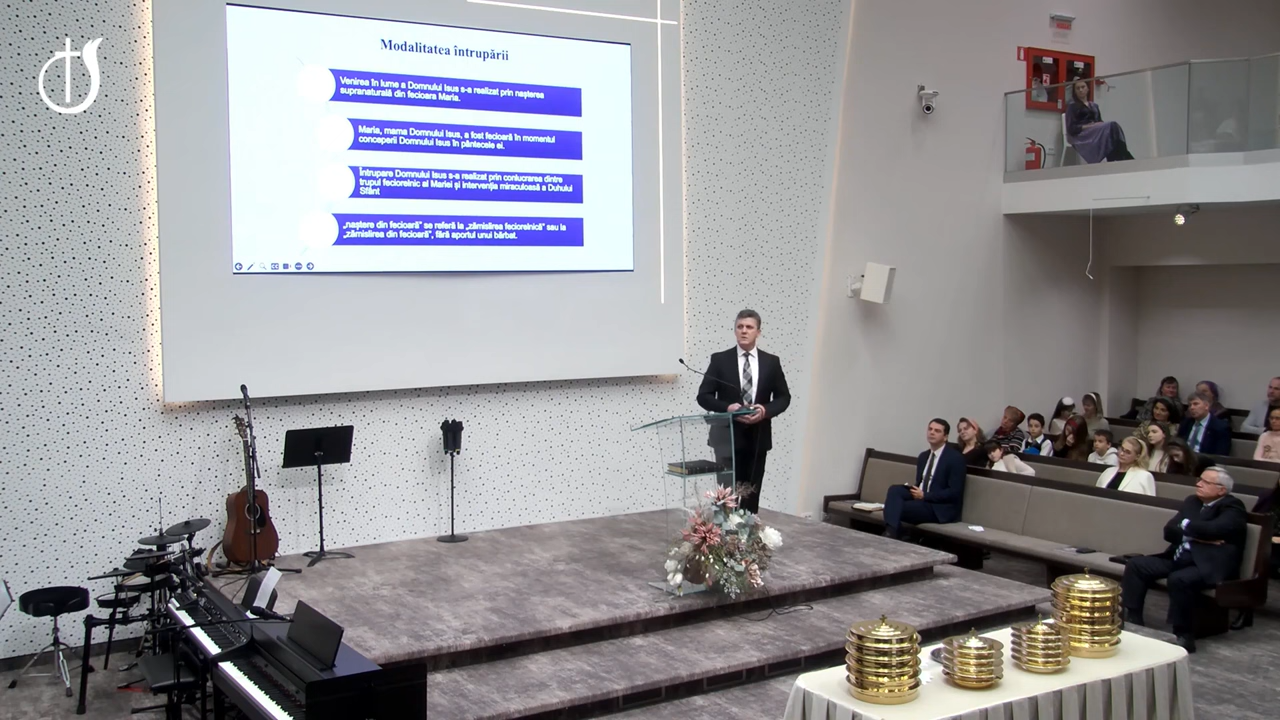 Modalitatea întrupării
Venirea în lume a Domnului Isus s-a realizat prin nașterea
supranaturală din fecioara Maria.
Maria, mama Domnului Isus, a fost fecioară în momentul
conceperii Domnului Isus în pântecele ei.
Întrupare Domnului Isus s-a realizat prin conlucrarea dintre
trupul feciorelnic al Mariei și intervenția miraculoasă a Duhului
Sfânt
„naștere din fecioară” se referă la „zămislirea feciorelnică” sau la
„zămislirea din fecioară”, fără aportul unui bărbat.